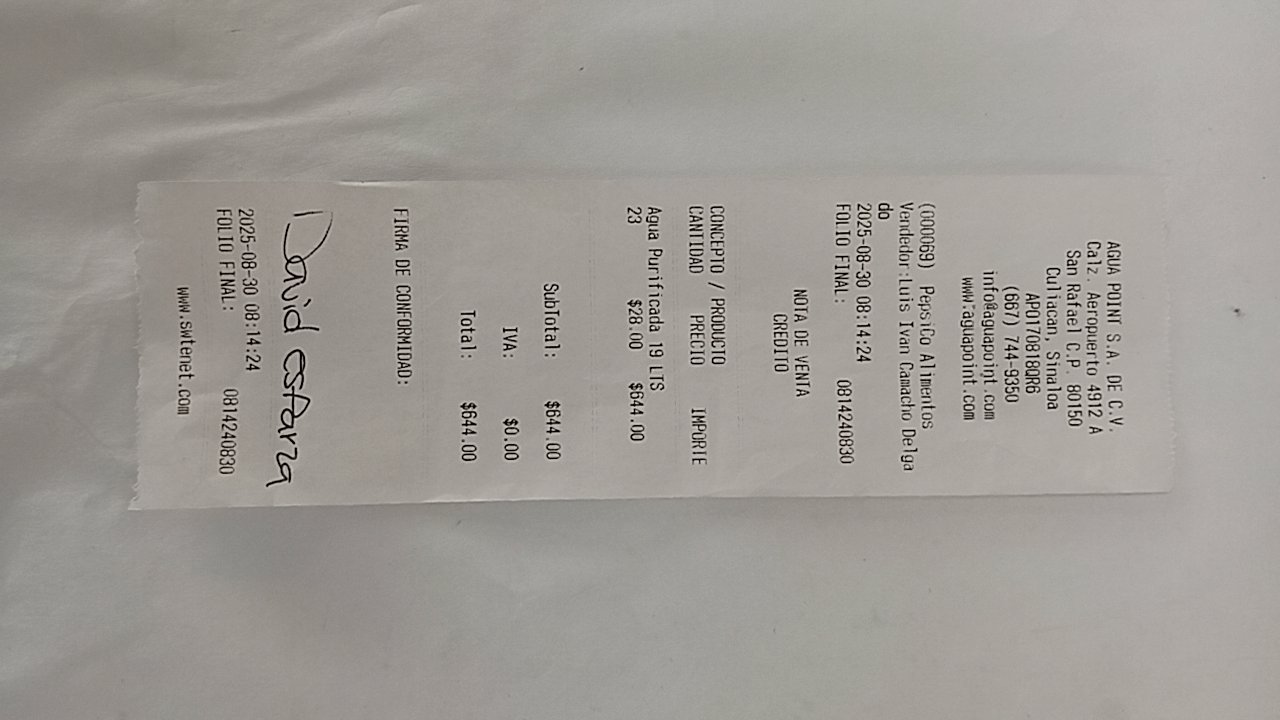 AGUA POINT S.A. DE C.V.
Calz. Aeropuerto 4912 A
San Rafael C.P. 80150
Culiacan, Sinaloa
APO170818QR6
(667) 744-9350
info@aguapoint.com
www.aguapoint.com
(000069) PepsiCo Alimentos
Vendedor:Luis Ivan Camacho Delga
do
2025-08-30 08:14:24
FOLIO FINAL: 0814240830
NOTA DE VENTA
CREDITO
CONCEPTO / PRODUCTO
CANTIDAD PRECIO IMPORTE
Agua Purificada 19 LTS
23 $28.00 $644.00
SubTotal: $644.00
IVA: $0.00
Total: $644.00
FIRMA DE CONFORMIDAD:
David esparza
2025-08-30 08:14:24
FOLIO FINAL: 0814240830
www.swtenet.com